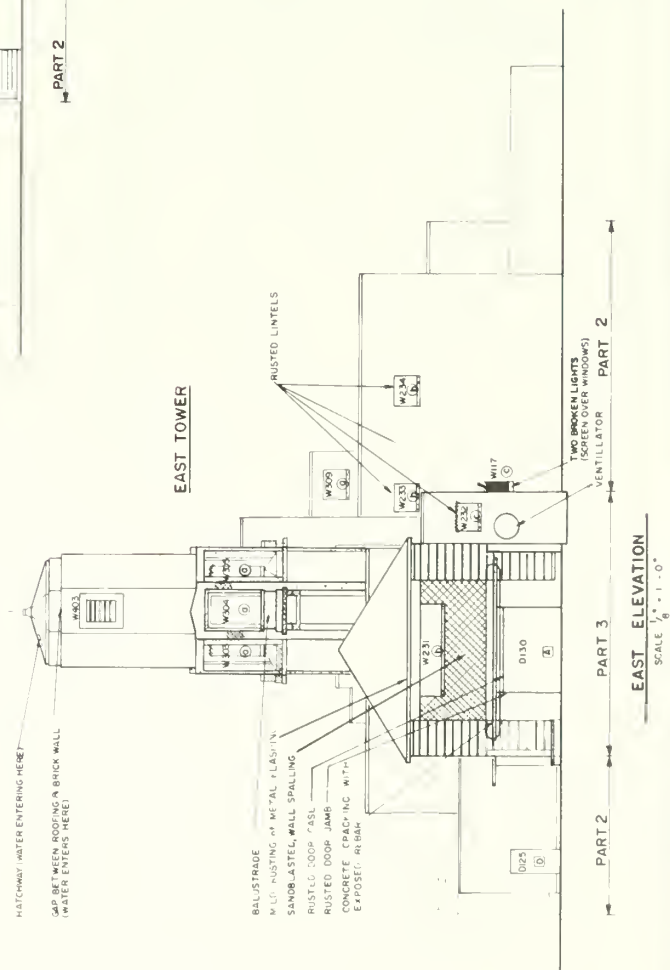 PART 2
HATCHWAY (WATER ENTERING HERE)
GAP BETWEEN ROOFING & BRICK WALL
(WATER ENTERS HERE)
W403
EAST TOWER
W303
W304
W305
a
a
a
BALUSTRADE
MILD RUSTING OF METAL FLASHING
SANDBLASTED, WALL SPALLING
RUSTED DOOR
RUSTED DOOR JAMB
CONCRETE CRACKING WITH
EXPOSED REBAR
W309
g
RUSTED LINTELS
W233
b
W234
b
W231
b
W232
W117
C
D130
A
D125
D
TWO BROKEN LIGHTS
(SCREEN OVER WINDOWS)
VENTILLATOR
PART 2
PART 3
PART 2
EAST ELEVATION
SCALE 1/8" = 1'-0"